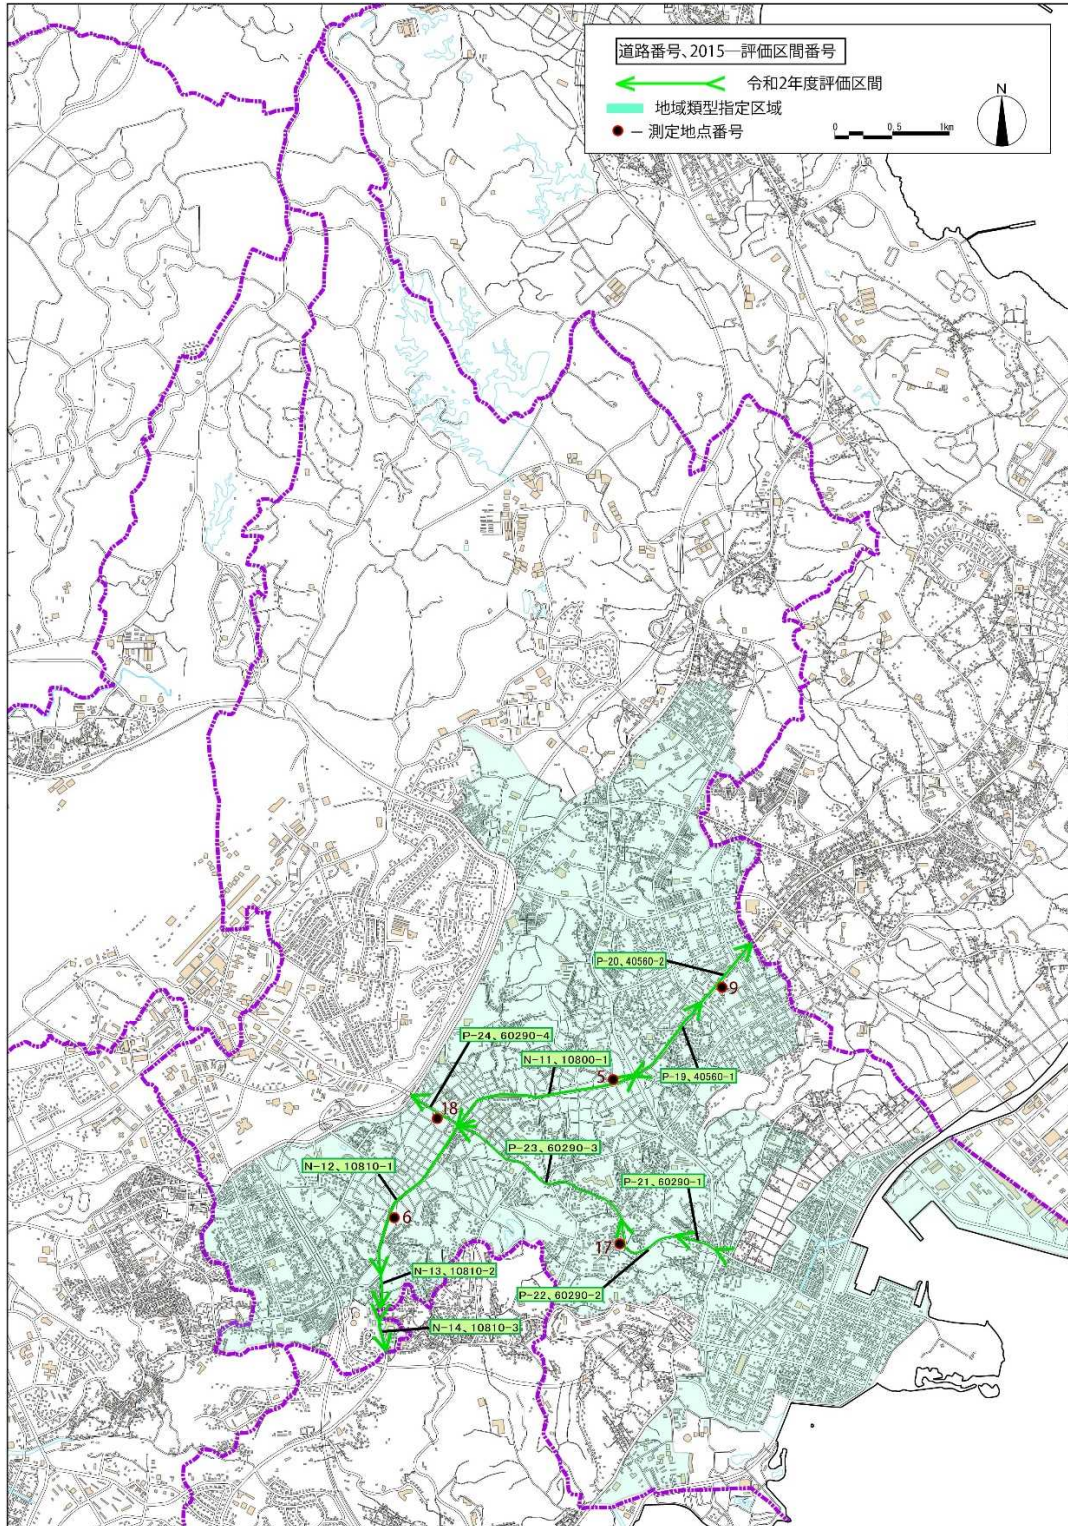 道路番号、2015―評価区間番号
令和2年度評価区間
地域類型指定区域
― 測定地点番号
0 0.5 1km
N
P-20、40560-2
9
P-24、60290-4
N-11、10800-1
5
P-19、40560-1
18
P-23、60290-3
N-12、10810-1
P-21、60290-1
6
17
N-13、10810-2
P-22、60290-2
N-14、10810-3